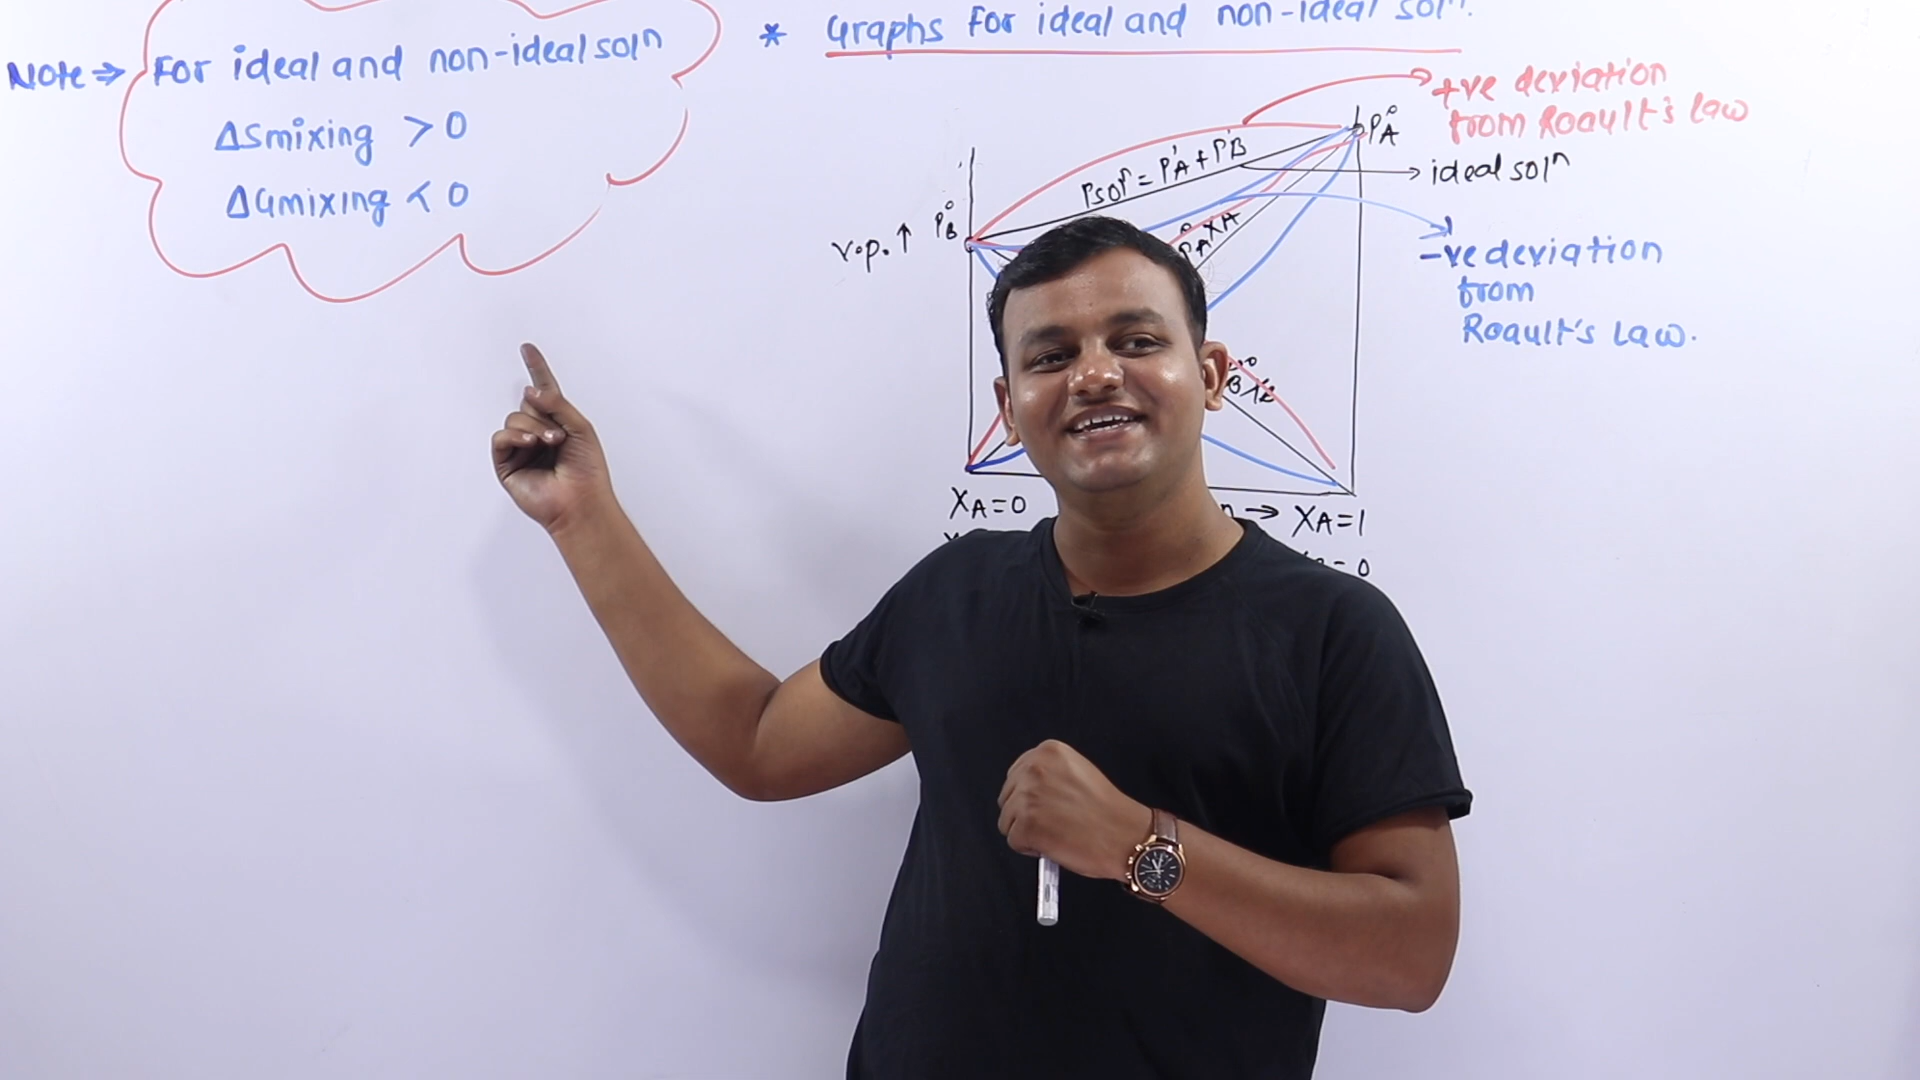 Note ⇒ For ideal and non-ideal solⁿ
ΔSmixing > 0
ΔGmixing < 0
* Graphs for ideal and non-ideal solⁿ.
+ve deviation
from Roault's law
P°A
ideal solⁿ
Psolⁿ = P'A + P'B
P°B
v.p. ↑
P°A XA
-ve deviation
from
Roault's law.
XA=0
→ XA=1
= 0